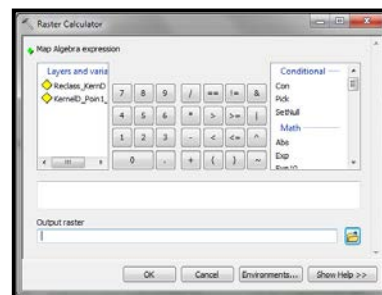 Raster Calculator
Map Algebra expression
Layers and varia
Reclass_KernD
KernelD_Poin1_
7 8 9 / == != &
4 5 6 * > >= |
1 2 3 - < <= ^
0 . + ( ) ~
Conditional
Con
Pick
SetNull
Math
Abs
Exp
Output raster
OK Cancel Environments... Show Help >>